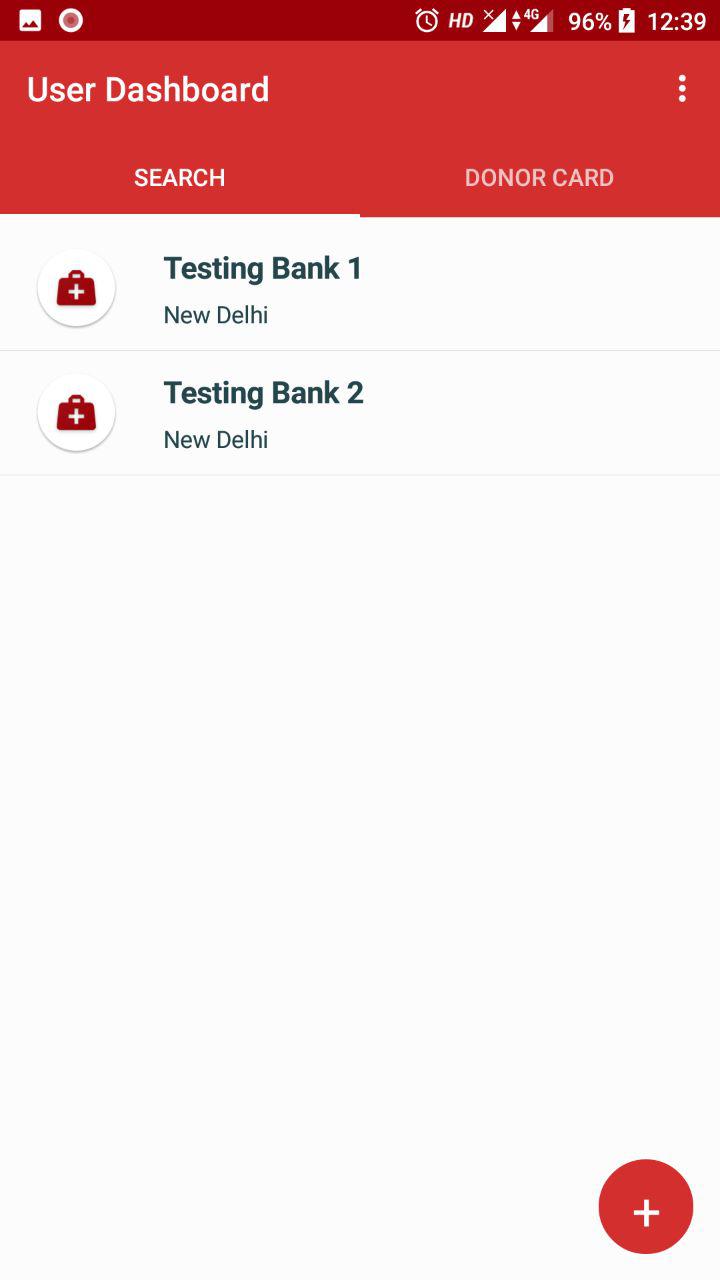 HD 4G 96% 12:39
User Dashboard
SEARCH DONOR CARD
Testing Bank 1
New Delhi
Testing Bank 2
New Delhi
+